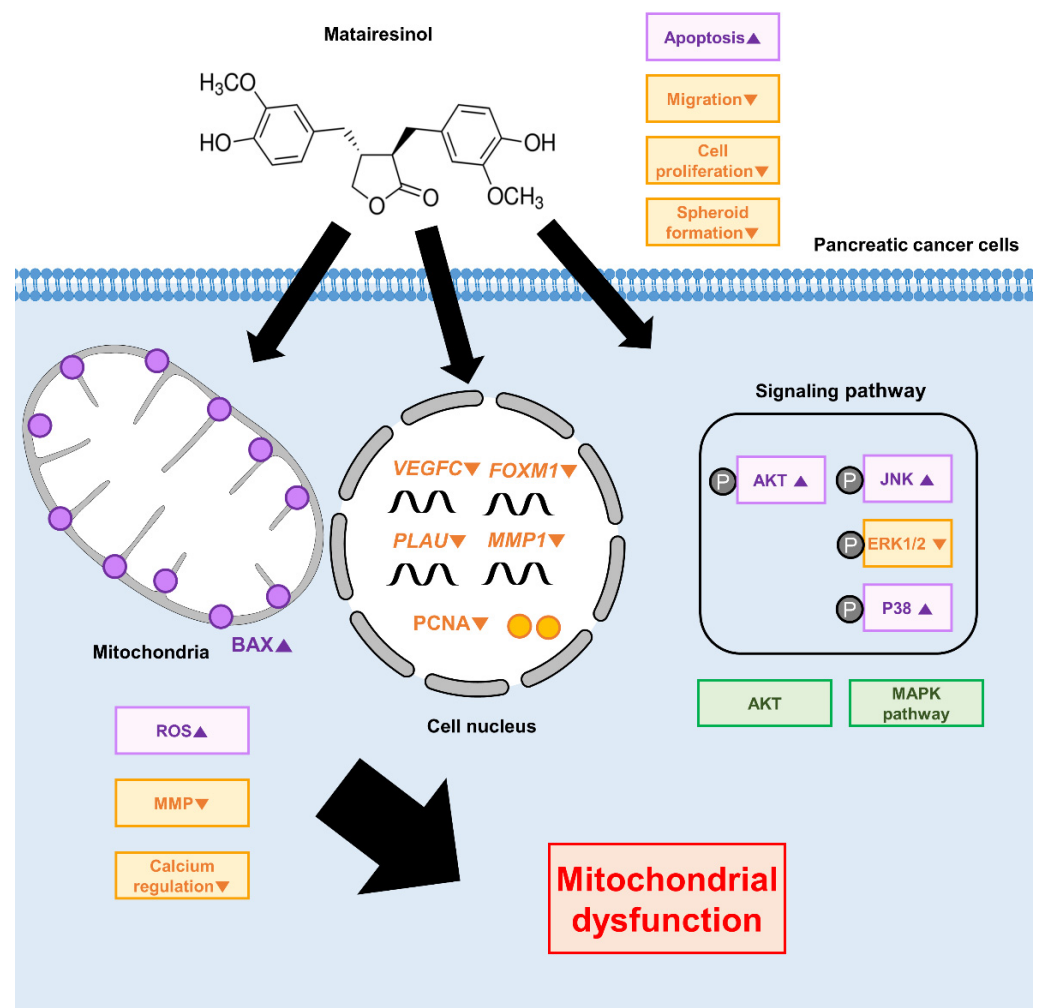 Matairesinol
H₃CO
HO
O
O
OH
OCH₃
Apoptosis▲
Migration▼
Cell
proliferation▼
Spheroid
formation▼
Pancreatic cancer cells
Mitochondria
BAX▲
ROS▲
MMP▼
Calcium
regulation▼
VEGFC▼ FOXM1▼
PLAU▼ MMP1▼
PCNA▼
Cell nucleus
Signaling pathway
P AKT ▲
P JNK ▲
P ERK1/2 ▼
P P38 ▲
AKT
MAPK
pathway
Mitochondrial
dysfunction